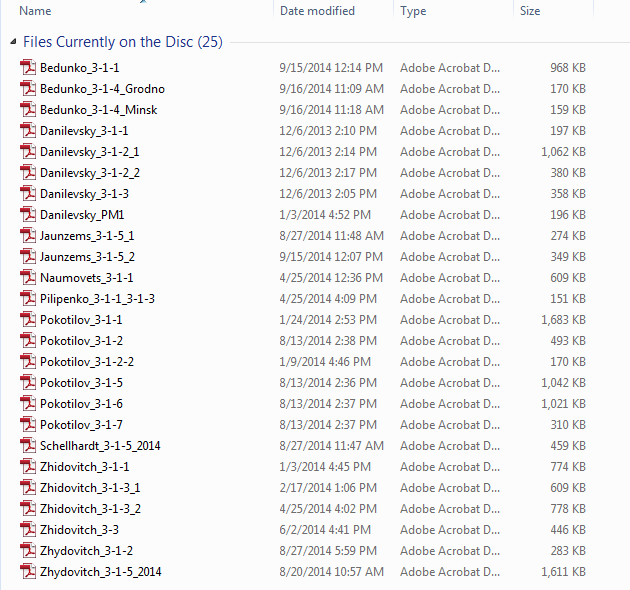 Name Date modified Type Size
Files Currently on the Disc (25)
Bedunko_3-1-1 9/15/2014 12:14 PM Adobe Acrobat D... 968 KB
Bedunko_3-1-4_Grodno 9/16/2014 11:09 AM Adobe Acrobat D... 170 KB
Bedunko_3-1-4_Minsk 9/16/2014 11:18 AM Adobe Acrobat D... 159 KB
Danilevsky_3-1-1 12/6/2013 2:10 PM Adobe Acrobat D... 197 KB
Danilevsky_3-1-2_1 12/6/2013 2:14 PM Adobe Acrobat D... 1,062 KB
Danilevsky_3-1-2_2 12/6/2013 2:17 PM Adobe Acrobat D... 380 KB
Danilevsky_3-1-3 12/6/2013 2:05 PM Adobe Acrobat D... 358 KB
Danilevsky_PM1 1/3/2014 4:52 PM Adobe Acrobat D... 196 KB
Jaunzems_3-1-5_1 8/27/2014 11:48 AM Adobe Acrobat D... 274 KB
Jaunzems_3-1-5_2 9/15/2014 12:07 PM Adobe Acrobat D... 349 KB
Naumovets_3-1-1 4/25/2014 12:36 PM Adobe Acrobat D... 609 KB
Pilipenko_3-1-1_3-1-3 4/25/2014 4:09 PM Adobe Acrobat D... 151 KB
Pokotilov_3-1-1 1/24/2014 2:53 PM Adobe Acrobat D... 1,683 KB
Pokotilov_3-1-2 8/13/2014 2:38 PM Adobe Acrobat D... 493 KB
Pokotilov_3-1-2-2 1/9/2014 4:46 PM Adobe Acrobat D... 170 KB
Pokotilov_3-1-5 8/13/2014 2:36 PM Adobe Acrobat D... 1,042 KB
Pokotilov_3-1-6 8/13/2014 2:37 PM Adobe Acrobat D... 1,021 KB
Pokotilov_3-1-7 8/13/2014 2:37 PM Adobe Acrobat D... 310 KB
Schellhardt_3-1-5_2014 8/27/2014 11:47 AM Adobe Acrobat D... 459 KB
Zhidovitch_3-1-1 1/3/2014 4:45 PM Adobe Acrobat D... 774 KB
Zhidovitch_3-1-3_1 2/17/2014 1:06 PM Adobe Acrobat D... 609 KB
Zhidovitch_3-1-3_2 4/25/2014 4:02 PM Adobe Acrobat D... 778 KB
Zhidovitch_3-3 6/2/2014 4:41 PM Adobe Acrobat D... 446 KB
Zhydovitch_3-1-2 8/27/2014 5:59 PM Adobe Acrobat D... 283 KB
Zhydovitch_3-1-5_2014 8/20/2014 10:57 AM Adobe Acrobat D... 1,611 KB